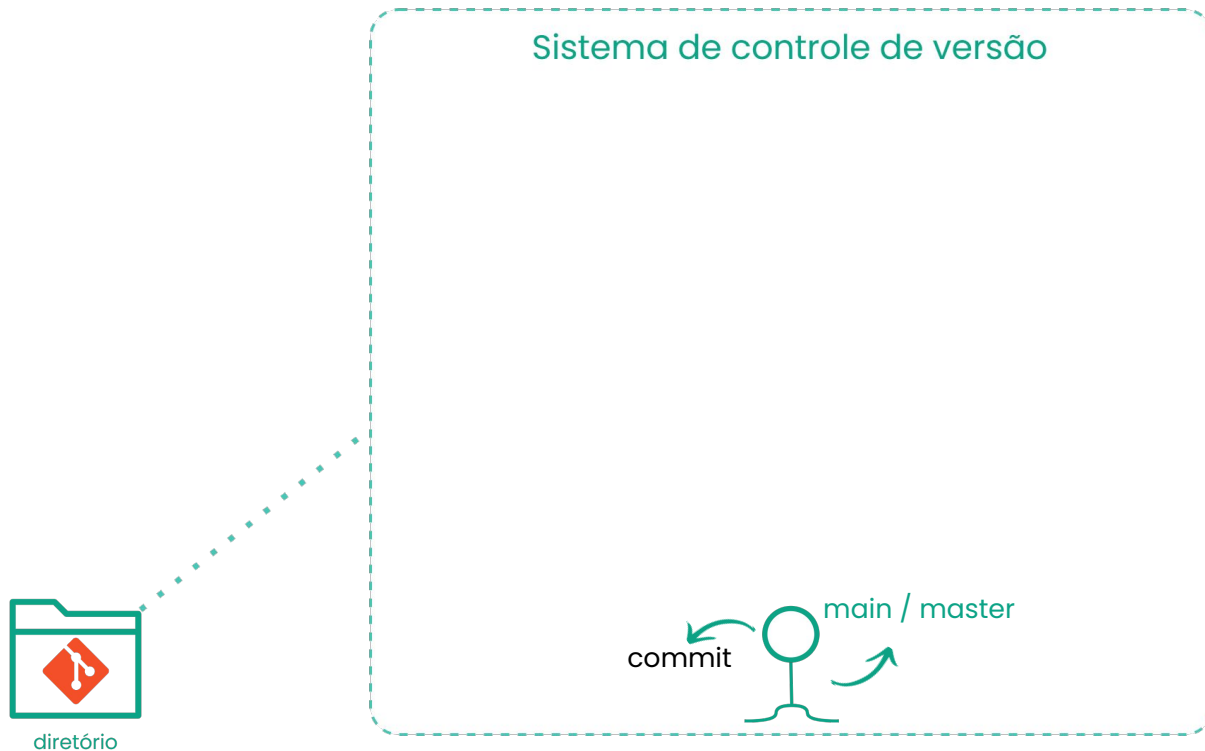 Sistema de controle de versão
main / master
commit
diretório